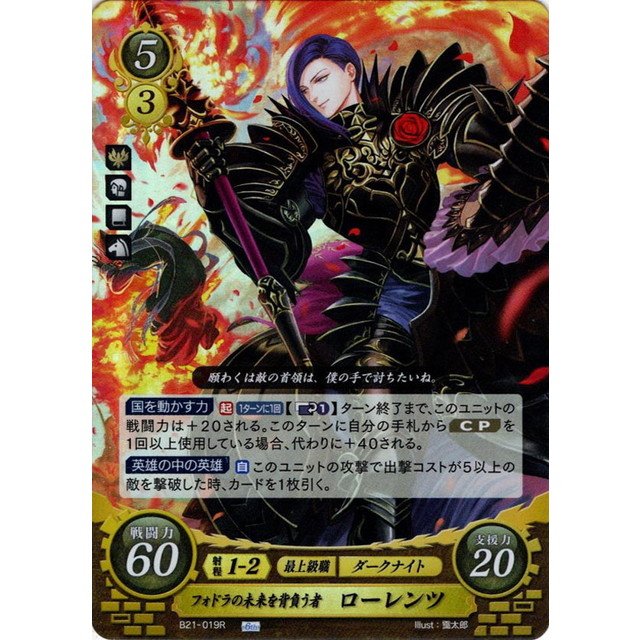 5
3
願わくは敵の首領は、僕の手で討ちたいね。
国を動かす力 起 1ターンに1回 【 1】ターン終了まで、このユニットの
戦闘力は+20される。このターンに自分の手札から CP を
1回以上使用している場合、代わりに+40される。
英雄の中の英雄 自 このユニットの攻撃で出撃コストが5以上の
敵を撃破した時、カードを1枚引く。
戦闘力
60
射程 1-2 最上級職 ダークナイト
支援力
20
フォドラの未来を背負う者 ローレンツ
B21-019R
Illust:塹太郎